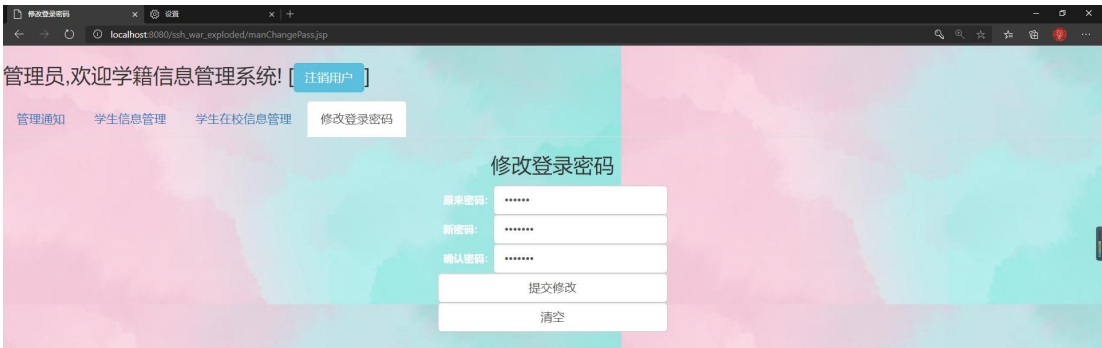 修改登录密码 设置
localhost:8080/ssh_war_exploded/manChangePass.jsp
管理员,欢迎学籍信息管理系统! [ 注销用户 ]
管理通知 学生信息管理 学生在校信息管理 修改登录密码
修改登录密码
原来密码: ••••••
新密码: •••••••
确认密码: •••••••
提交修改
清空